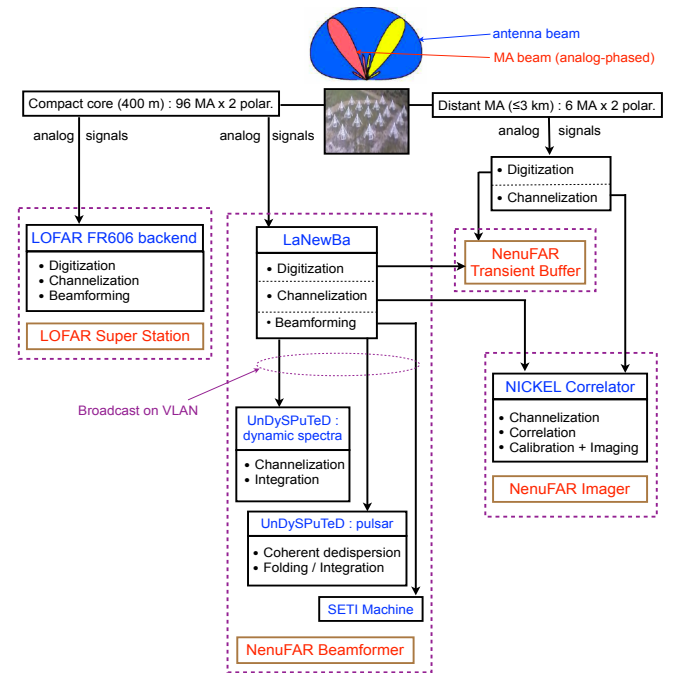 antenna beam
MA beam (analog-phased)
Compact core (400 m) : 96 MA x 2 polar.
Distant MA (≤3 km) : 6 MA x 2 polar.
analog signals
analog signals
analog signals
• Digitization
• Channelization
LOFAR FR606 backend
• Digitization
• Channelization
• Beamforming
LOFAR Super Station
LaNewBa
• Digitization
• Channelization
• Beamforming
NenuFAR
Transient Buffer
Broadcast on VLAN
NICKEL Correlator
• Channelization
• Correlation
• Calibration + Imaging
NenuFAR Imager
UnDySPuTeD :
dynamic spectra
• Channelization
• Integration
UnDySPuTeD : pulsar
• Coherent dedispersion
• Folding / Integration
SETI Machine
NenuFAR Beamformer